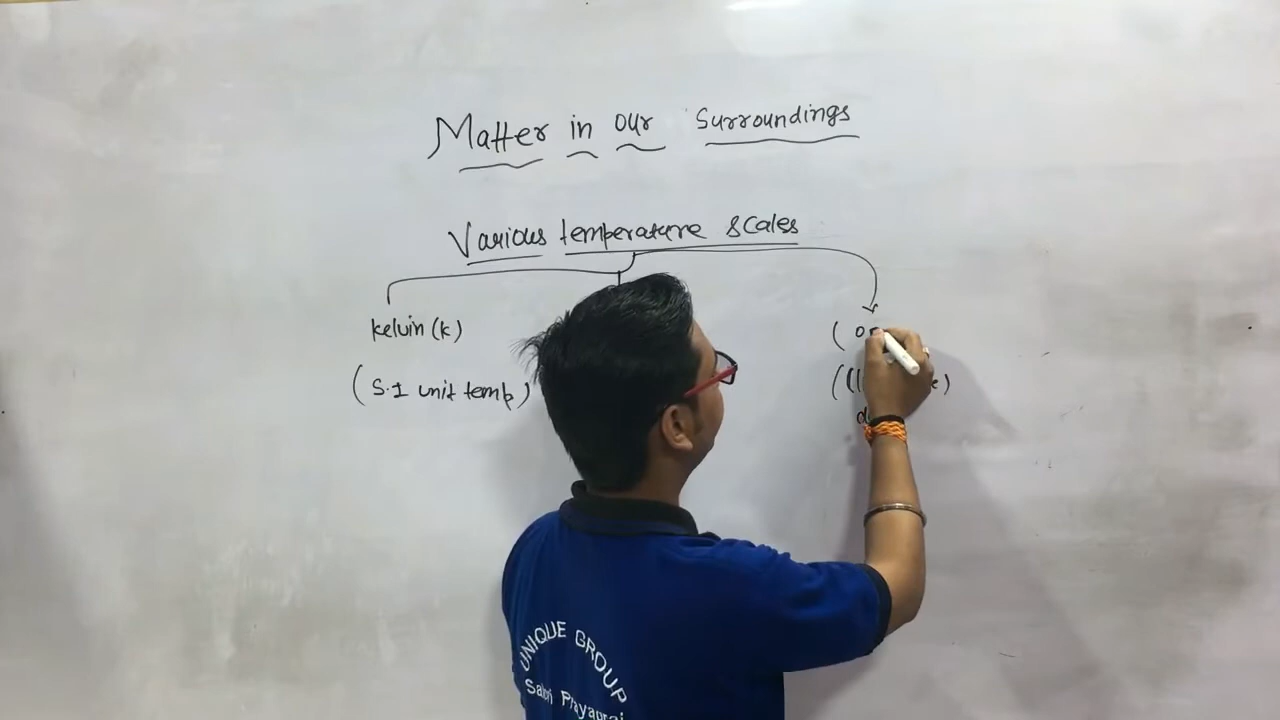 Matter in our Surroundings
Various temperature scales
kelvin (k)
(S.I unit temp)
UNIQUE GROUP